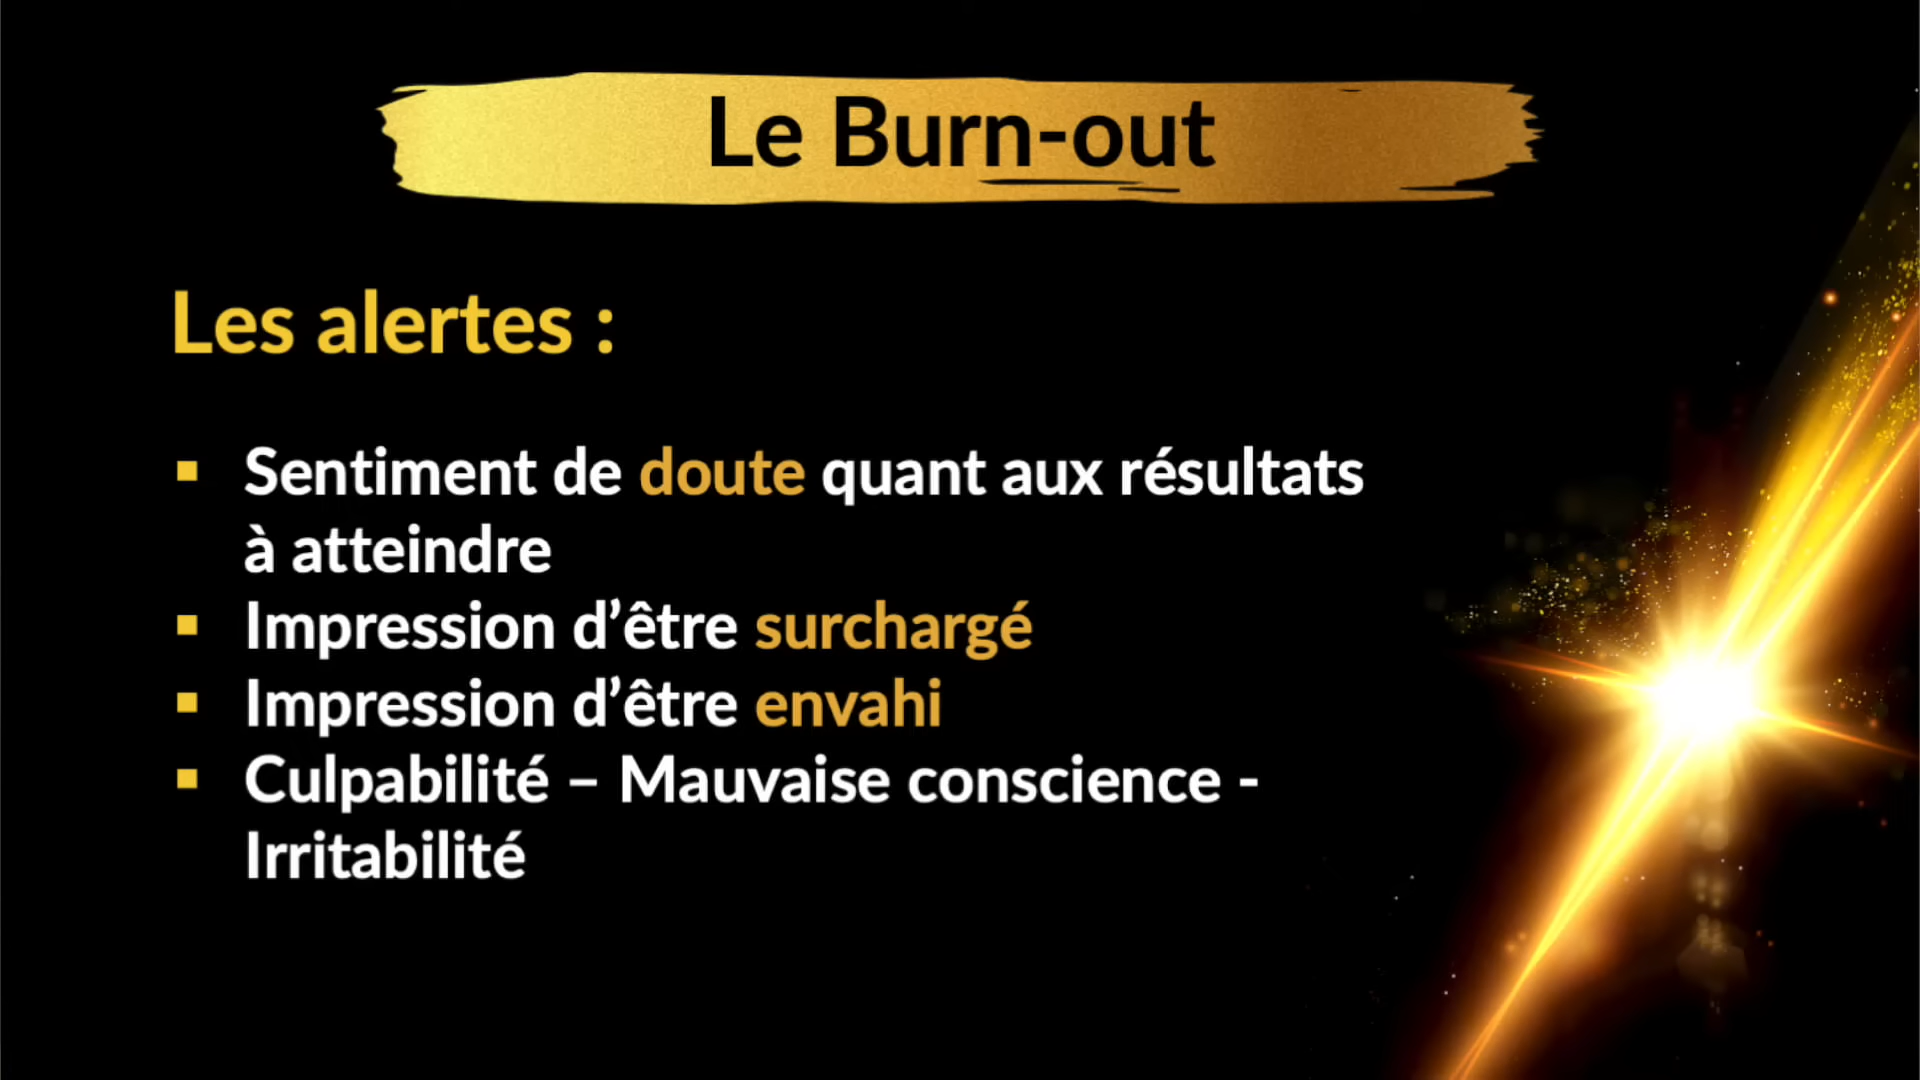 Le Burn-out
Les alertes :
▪ Sentiment de doute quant aux résultats
à atteindre
▪ Impression d’être surchargé
▪ Impression d’être envahi
▪ Culpabilité – Mauvaise conscience -
Irritabilité